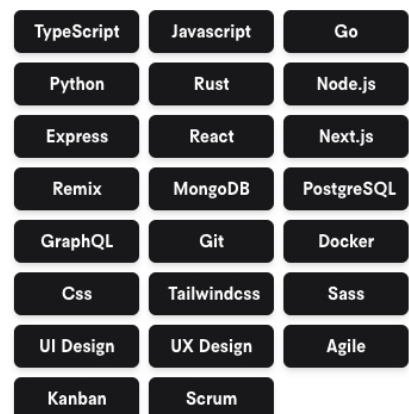 TypeScript Javascript Go
Python Rust Node.js
Express React Next.js
Remix MongoDB PostgreSQL
GraphQL Git Docker
Css Tailwindcss Sass
UI Design UX Design Agile
Kanban Scrum